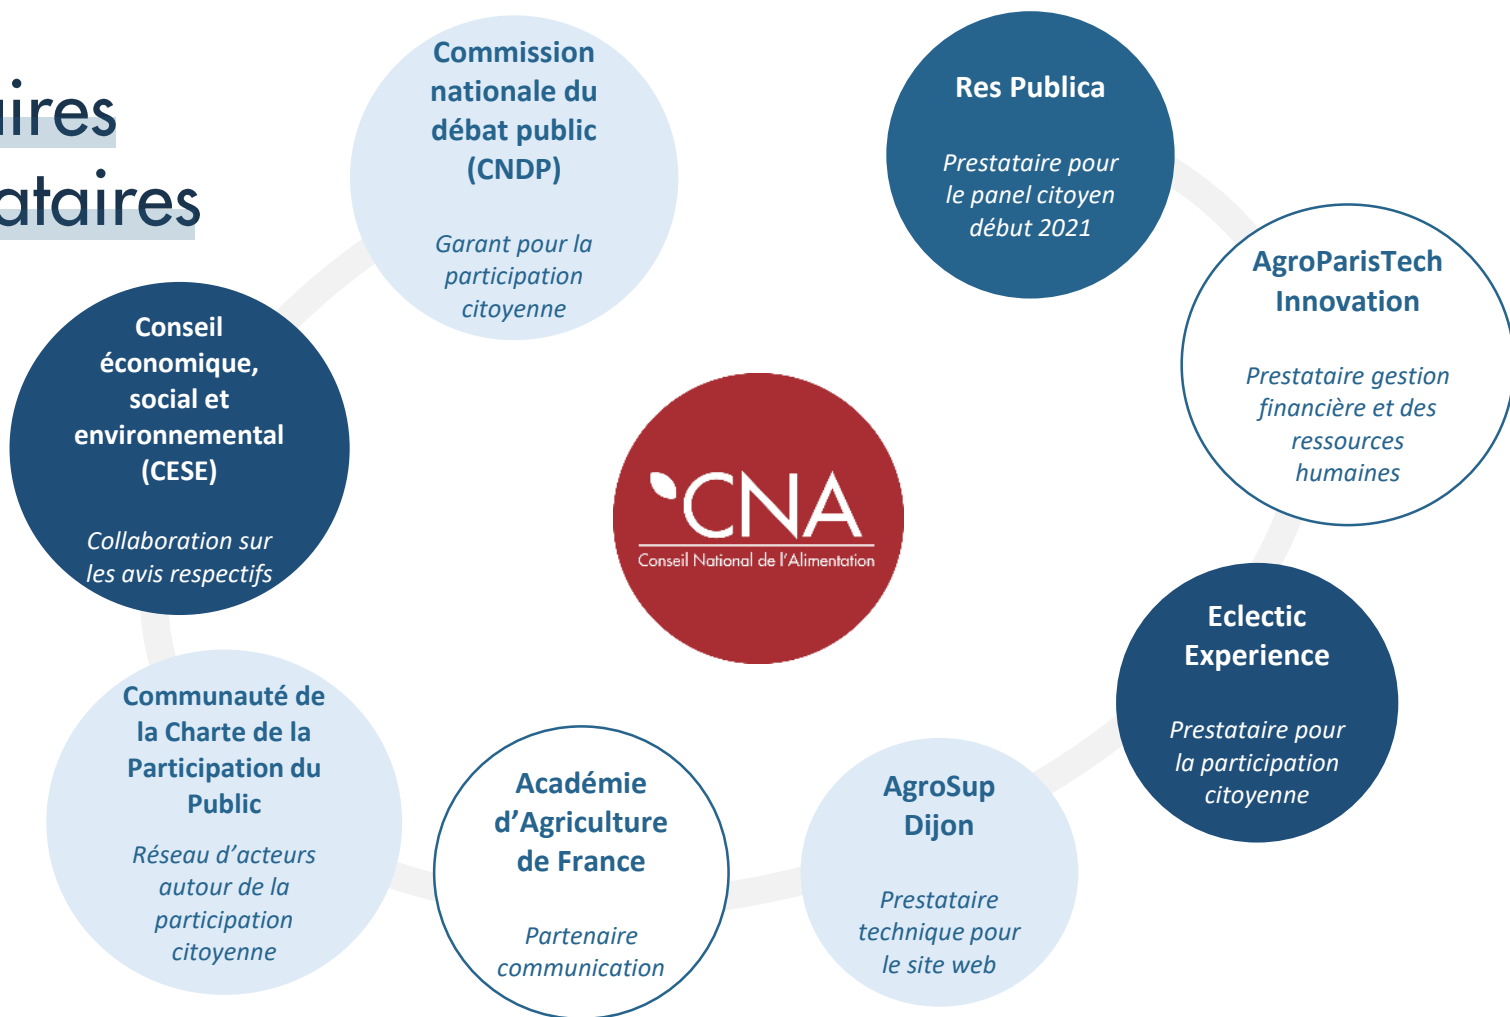 aires
ataires
Commission
nationale du
débat public
(CNDP)
Garant pour la
participation
citoyenne
Res Publica
Prestataire pour
le panel citoyen
début 2021
AgroParisTech
Innovation
Prestataire gestion
financière et des
ressources
humaines
Conseil
économique,
social et
environnemental
(CESE)
Collaboration sur
les avis respectifs
CNA
Conseil National de l'Alimentation
Eclectic
Experience
Prestataire pour
la participation
citoyenne
Communauté de
la Charte de la
Participation du
Public
Réseau d’acteurs
autour de la
participation
citoyenne
Académie
d’Agriculture
de France
Partenaire
communication
AgroSup
Dijon
Prestataire
technique pour
le site web